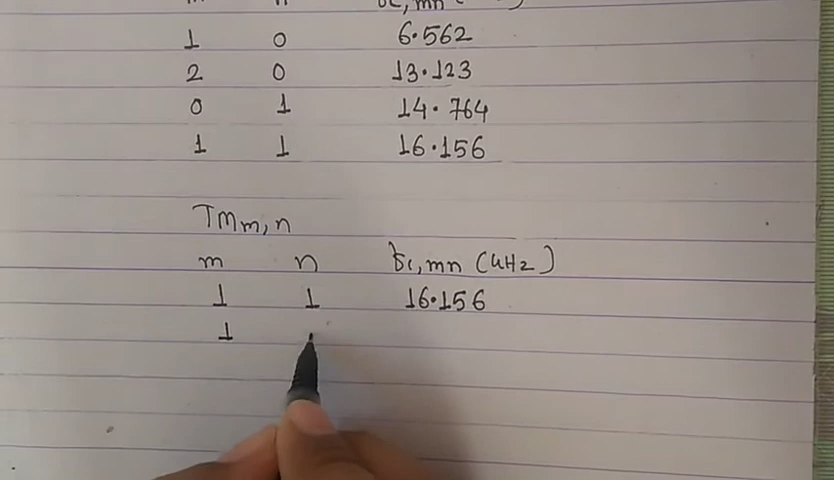 1 0 6.562
2 0 13.123
0 1 14.764
1 1 16.156
TMm,n
m n fc,mn (GHz)
1 1 16.156
1